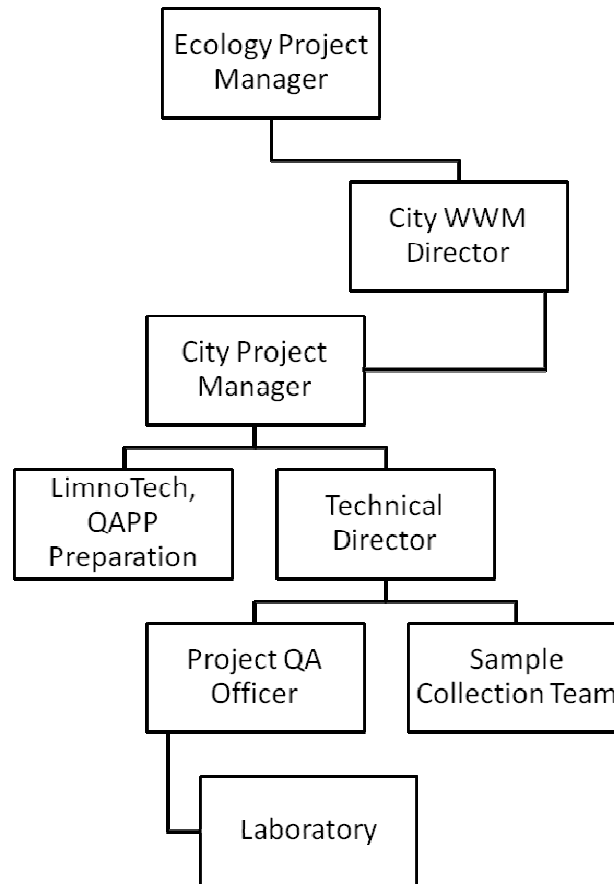 Ecology Project
Manager
City WWM
Director
City Project
Manager
LimnoTech,
QAPP
Preparation
Technical
Director
Project QA
Officer
Sample
Collection Team
Laboratory